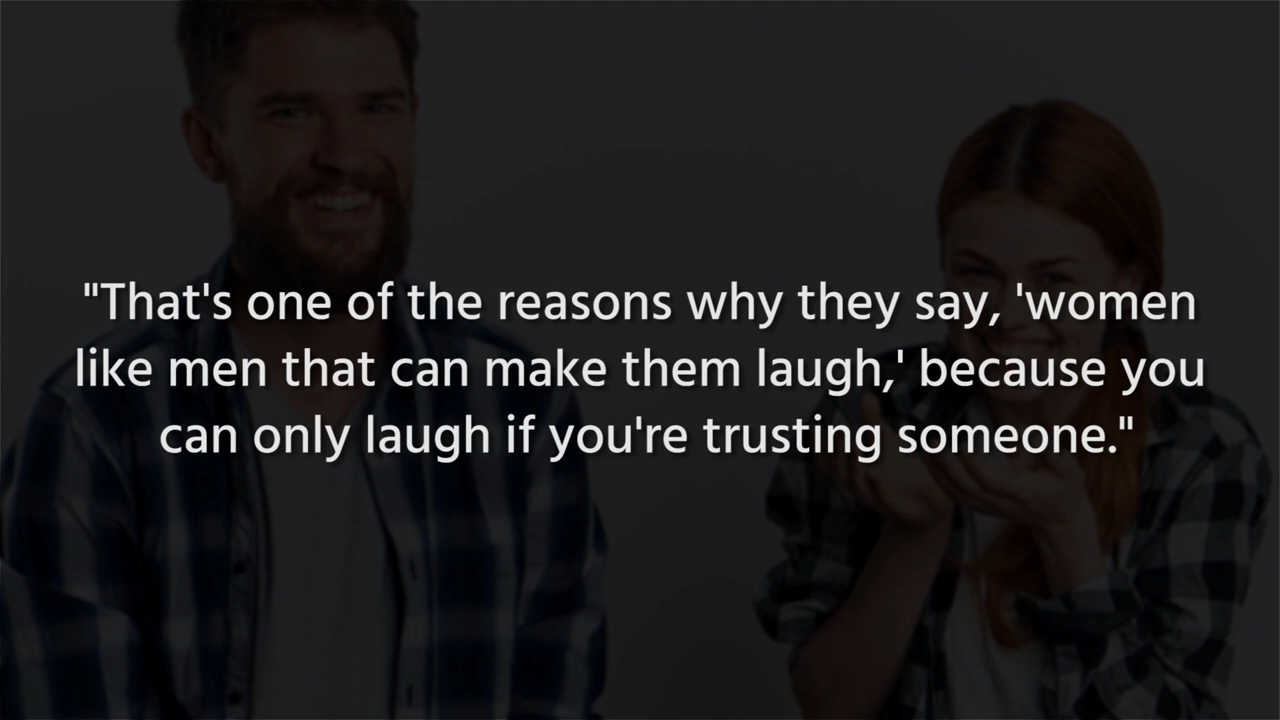 "That's one of the reasons why they say, 'women
like men that can make them laugh,' because you
can only laugh if you're trusting someone."